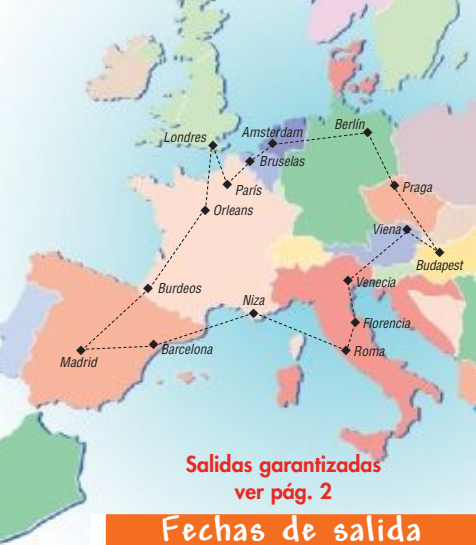 Londres
Amsterdam
Berlín
Bruselas
París
Praga
Orleans
Viena
Budapest
Burdeos
Venecia
Niza
Florencia
Madrid
Barcelona
Roma
Salidas garantizadas
ver pág. 2
Fechas de salida